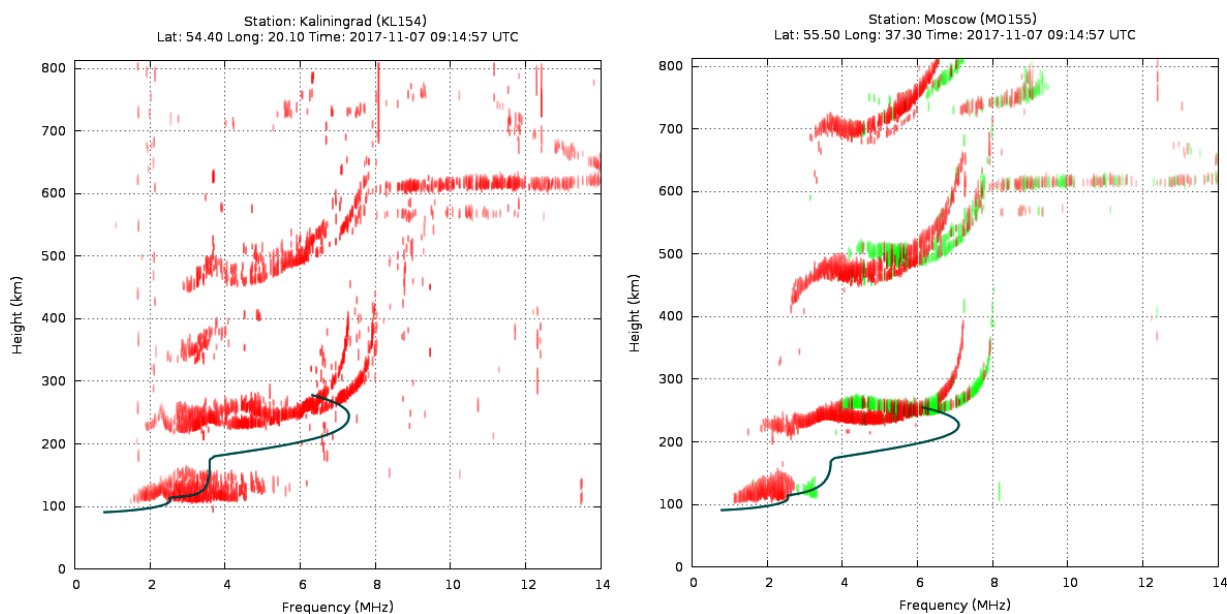 Station: Kaliningrad (KL154)
Lat: 54.40 Long: 20.10 Time: 2017-11-07 09:14:57 UTC
800
700
600
500
400
300
200
100
0
Height (km)
0 2 4 6 8 10 12 14
Frequency (MHz)
Station: Moscow (MO155)
Lat: 55.50 Long: 37.30 Time: 2017-11-07 09:14:57 UTC
800
700
600
500
400
300
200
100
0
Height (km)
0 2 4 6 8 10 12 14
Frequency (MHz)